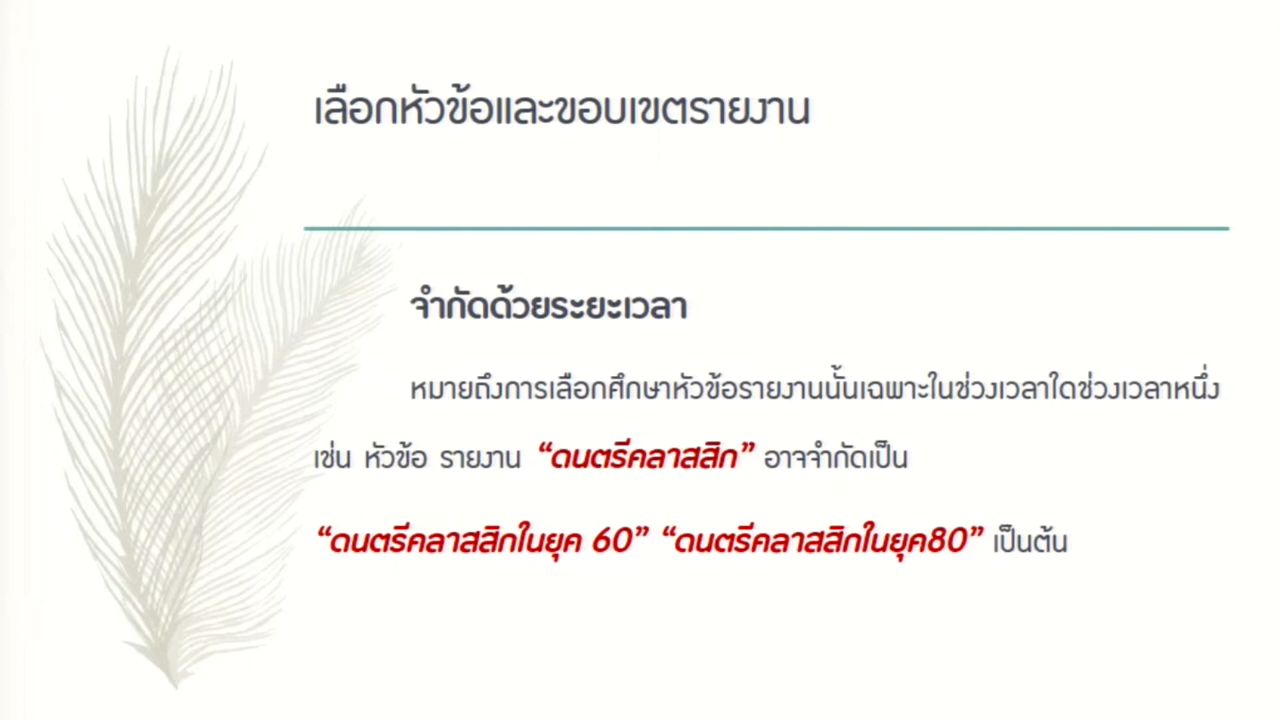 เลือกหัวข้อและขอบเขตรายงาน
จำกัดด้วยระยะเวลา
หมายถึงการเลือกศึกษาหัวข้อรายงานนั้นเฉพาะในช่วงเวลาใดช่วงเวลาหนึ่ง
เช่น หัวข้อ รายงาน “ดนตรีคลาสสิก” อาจจำกัดเป็น
“ดนตรีคลาสสิกในยุค 60” “ดนตรีคลาสสิกในยุค80” เป็นต้น